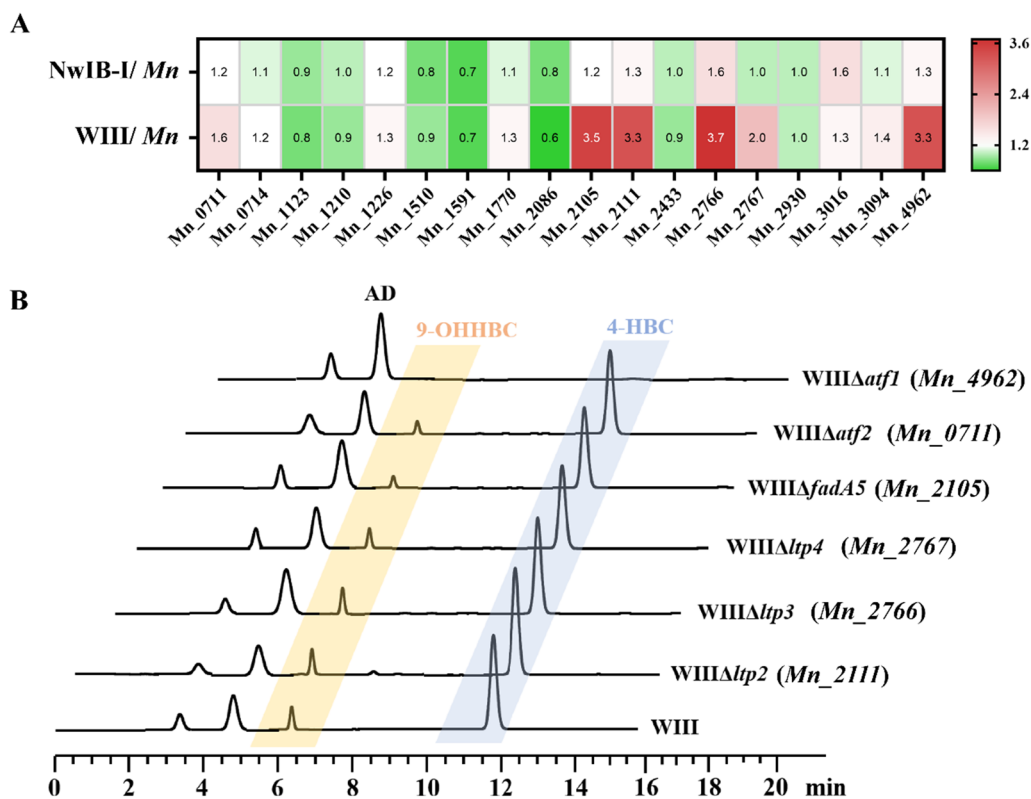 A
NwIB-I/ Mn
1.2 1.1 0.9 1.0 1.2 0.8 0.7 1.1 0.8 1.2 1.3 1.0 1.6 1.0 1.0 1.6 1.1 1.3
WIII/ Mn
1.6 1.2 0.8 0.9 1.3 0.9 0.7 1.3 0.6 3.5 3.3 0.9 3.7 2.0 1.0 1.3 1.4 3.3
3.6
2.4
1.2
Mn_0711 Mn_0714 Mn_1123 Mn_1210 Mn_1226 Mn_1510 Mn_1591 Mn_1770 Mn_2086 Mn_2105 Mn_2111 Mn_2433 Mn_2766 Mn_2767 Mn_2930 Mn_3016 Mn_3094 Mn_4962
B
AD
9-OHHBC
4-HBC
WIIIΔatf1 (Mn_4962)
WIIIΔatf2 (Mn_0711)
WIIIΔfadA5 (Mn_2105)
WIIIΔltp4 (Mn_2767)
WIIIΔltp3 (Mn_2766)
WIIIΔltp2 (Mn_2111)
WIII
0 2 4 6 8 10 12 14 16 18 20 min